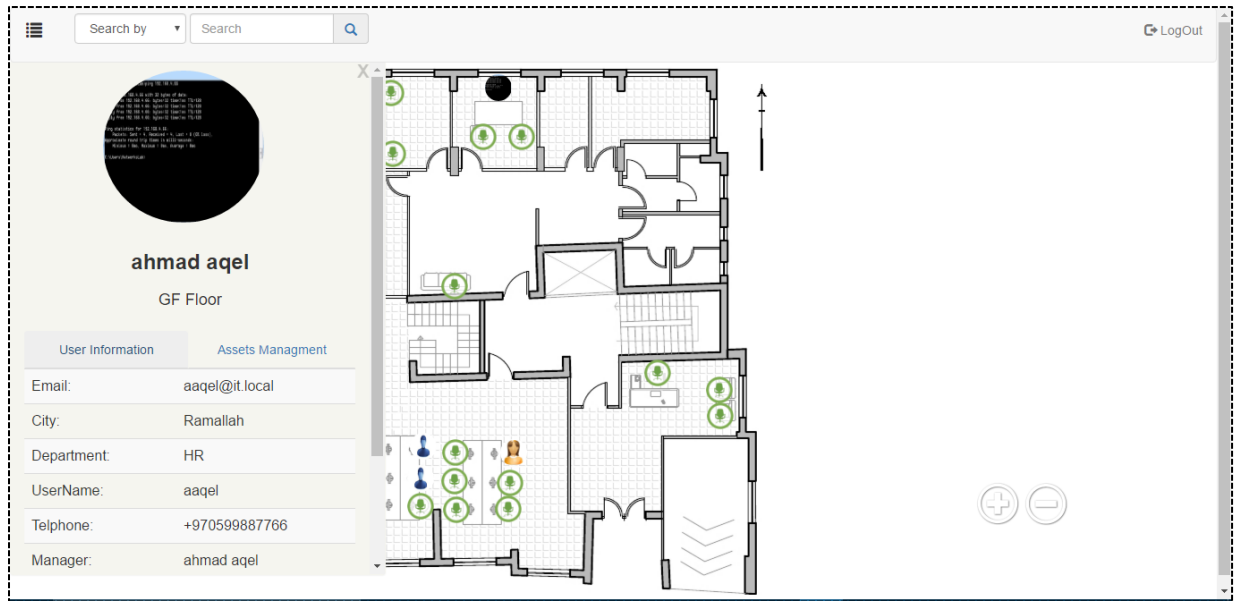 Search by Search LogOut
X
ahmad aqel
GF Floor
User Information Assets Managment
Email: aaqel@it.local
City: Ramallah
Department: HR
UserName: aaqel
Telphone: +970599887766
Manager: ahmad aqel